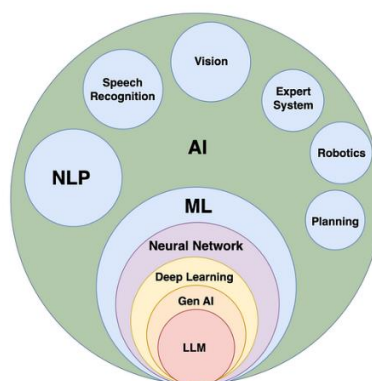 Vision
Speech
Recognition
Expert
System
AI
Robotics
NLP
Planning
ML
Neural Network
Deep Learning
Gen AI
LLM